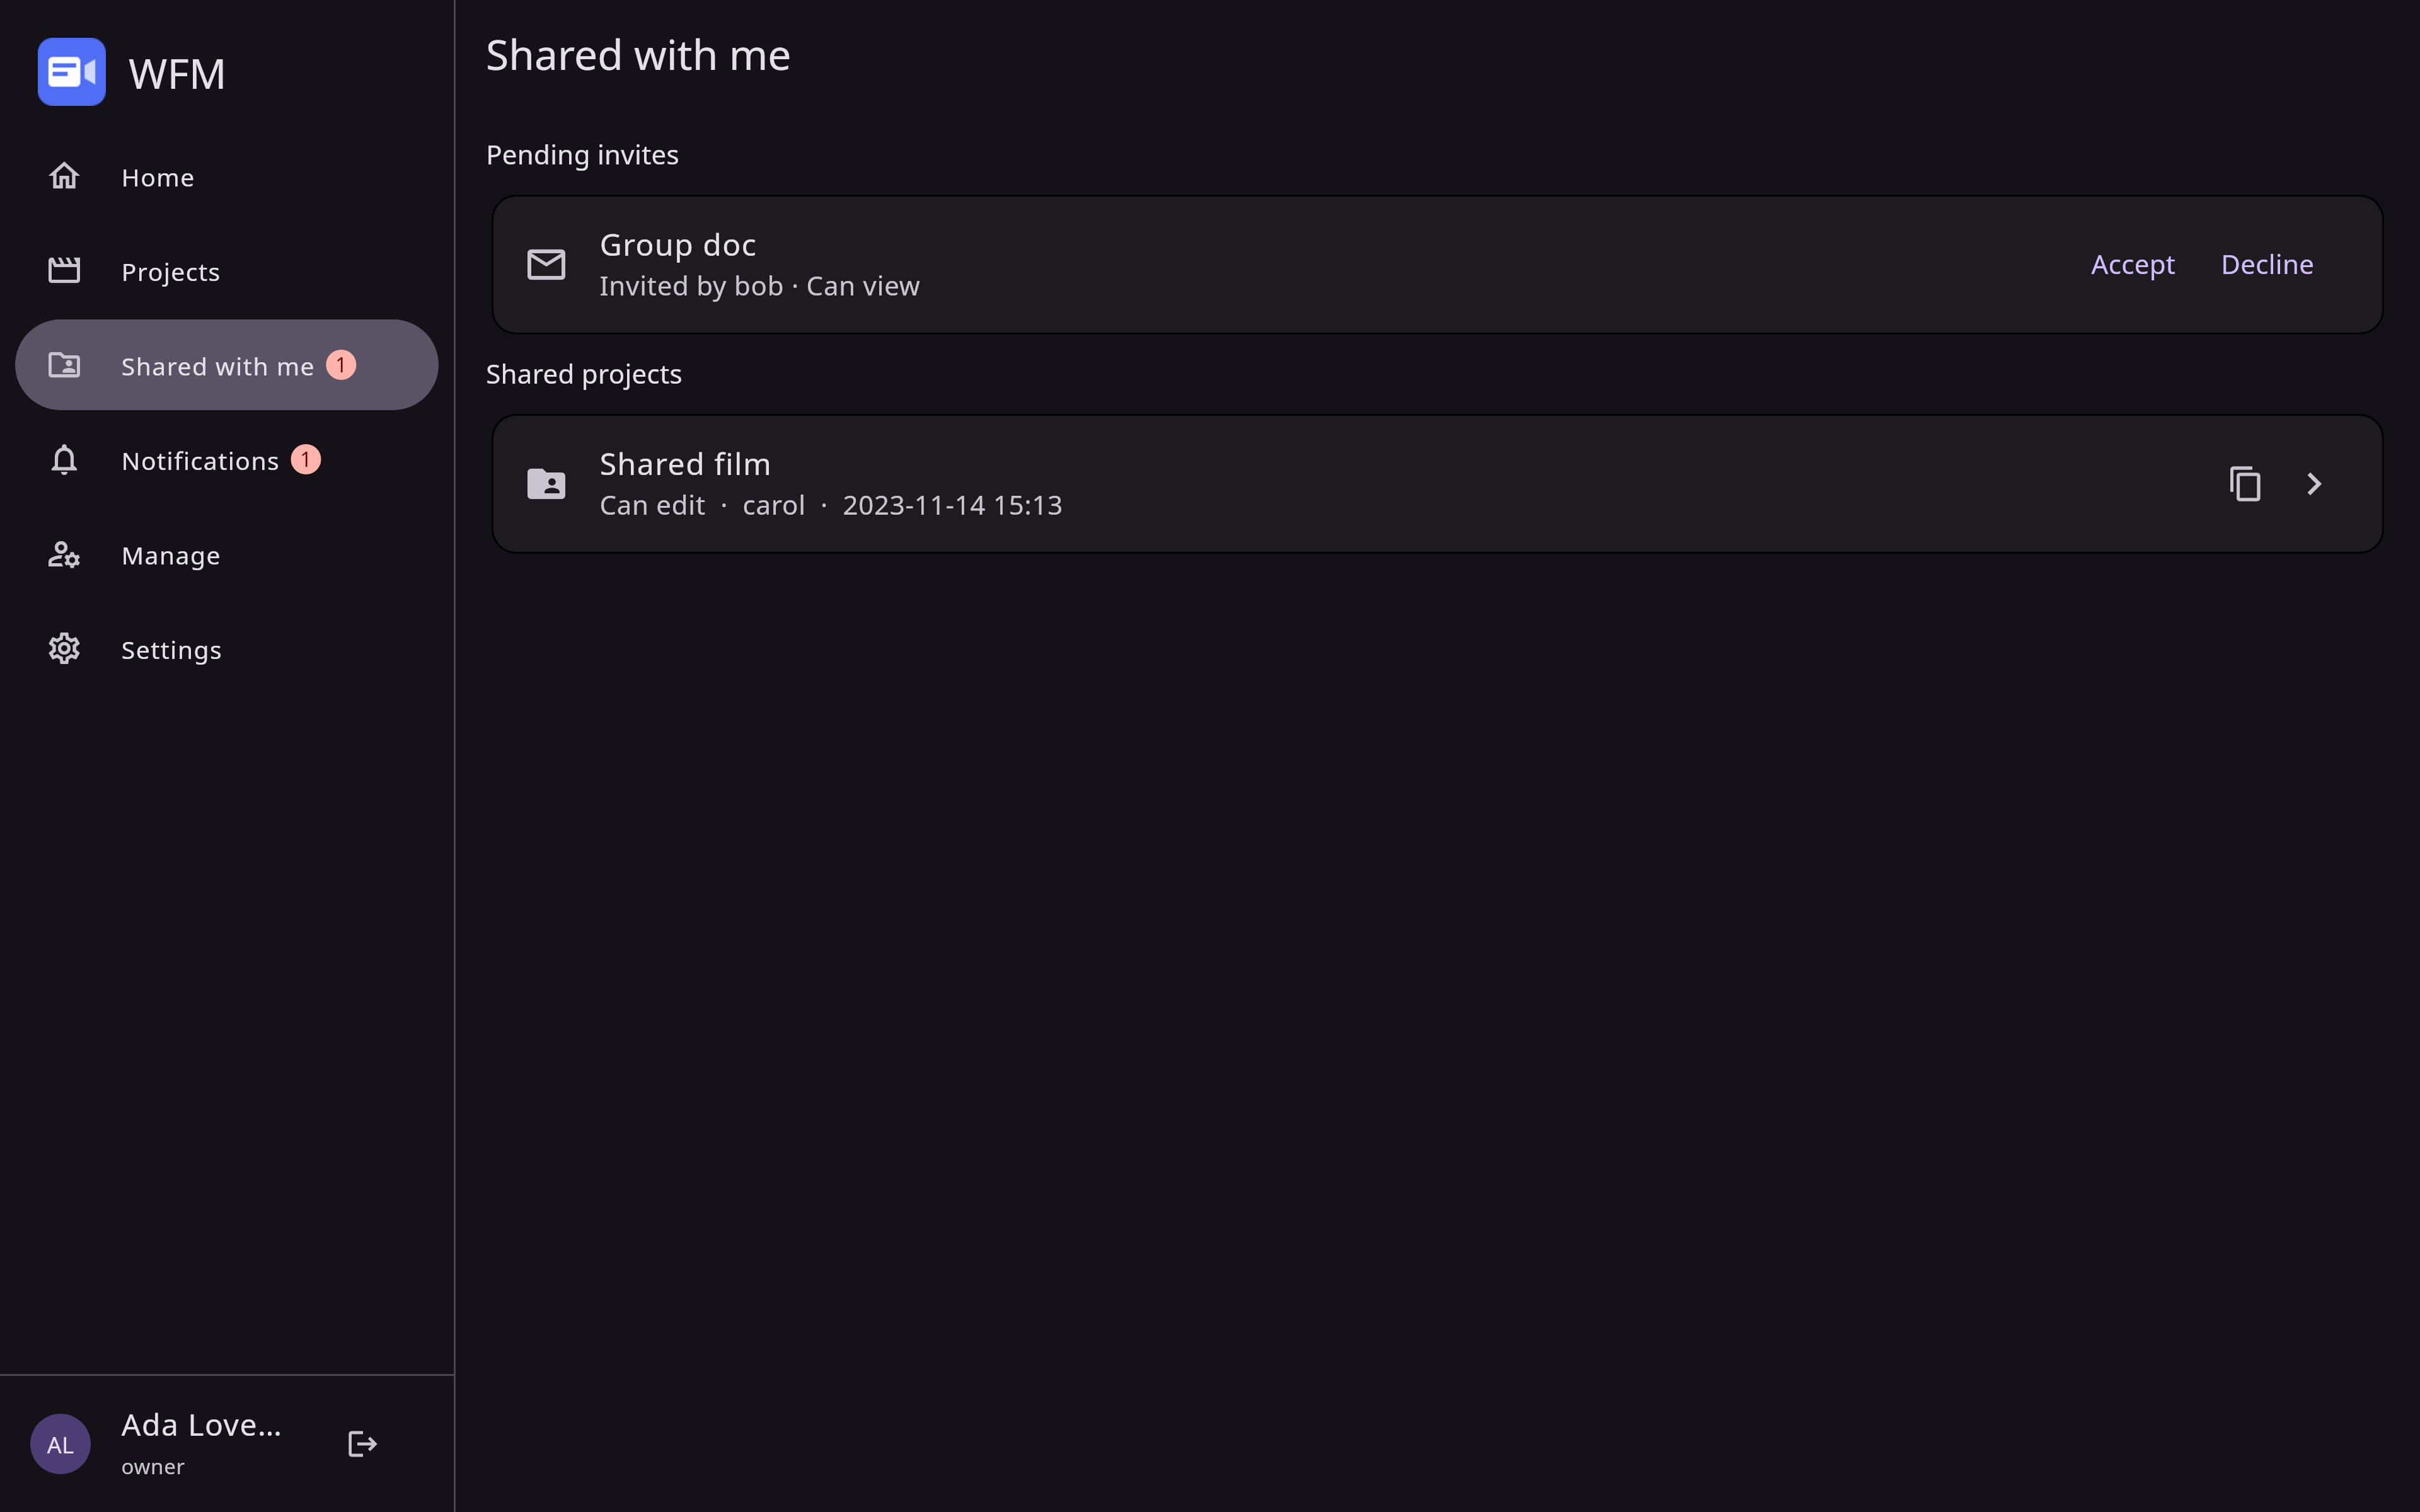 WFM
Home
Projects
Shared with me 1
Notifications 1
Manage
Settings
AL
Ada Love...
owner
Shared with me
Pending invites
Group doc
Invited by bob · Can view
Accept
Decline
Shared projects
Shared film
Can edit · carol · 2023-11-14 15:13